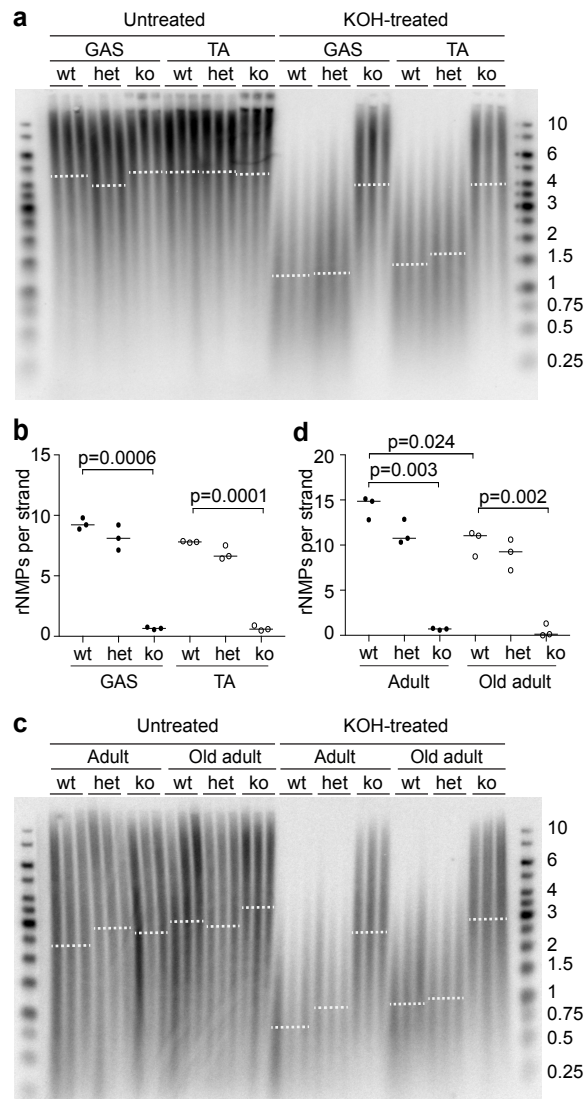 a
Untreated KOH-treated
GAS TA GAS TA
wt het ko wt het ko wt het ko wt het ko
10
6
4
3
2
1.5
1
0.75
0.5
0.25
b
rNMPs per strand
15
10
5
0
p=0.0006
p=0.0001
wt het ko wt het ko
GAS TA
d
rNMPs per strand
20
15
10
5
0
p=0.024
p=0.003
p=0.002
wt het ko wt het ko
Adult Old adult
c
Untreated KOH-treated
Adult Old adult Adult Old adult
wt het ko wt het ko wt het ko wt het ko
10
6
4
3
2
1.5
1
0.75
0.5
0.25